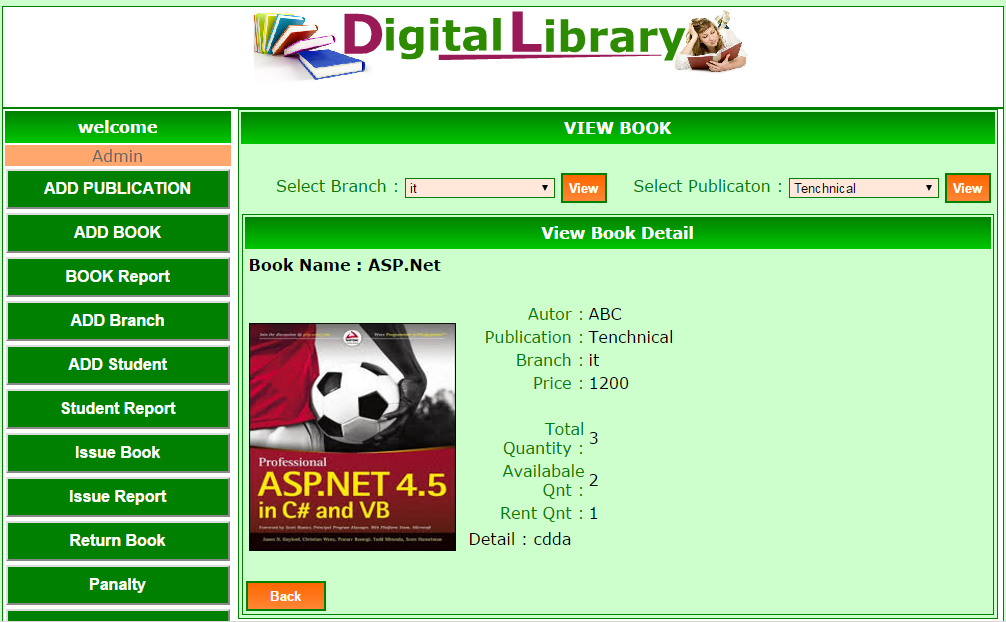 Digital Library
welcome
Admin
ADD PUBLICATION
ADD BOOK
BOOK Report
ADD Branch
ADD Student
Student Report
Issue Book
Issue Report
Return Book
Panalty
VIEW BOOK
Select Branch : it View Select Publicaton : Tenchnical View
View Book Detail
Book Name : ASP.Net
Autor : ABC
Publication : Tenchnical
Branch : it
Price : 1200
Total
Quantity : 3
Availabale
Qnt : 2
Rent Qnt : 1
Detail : cdda
Professional
ASP.NET 4.5
in C# and VB
Back